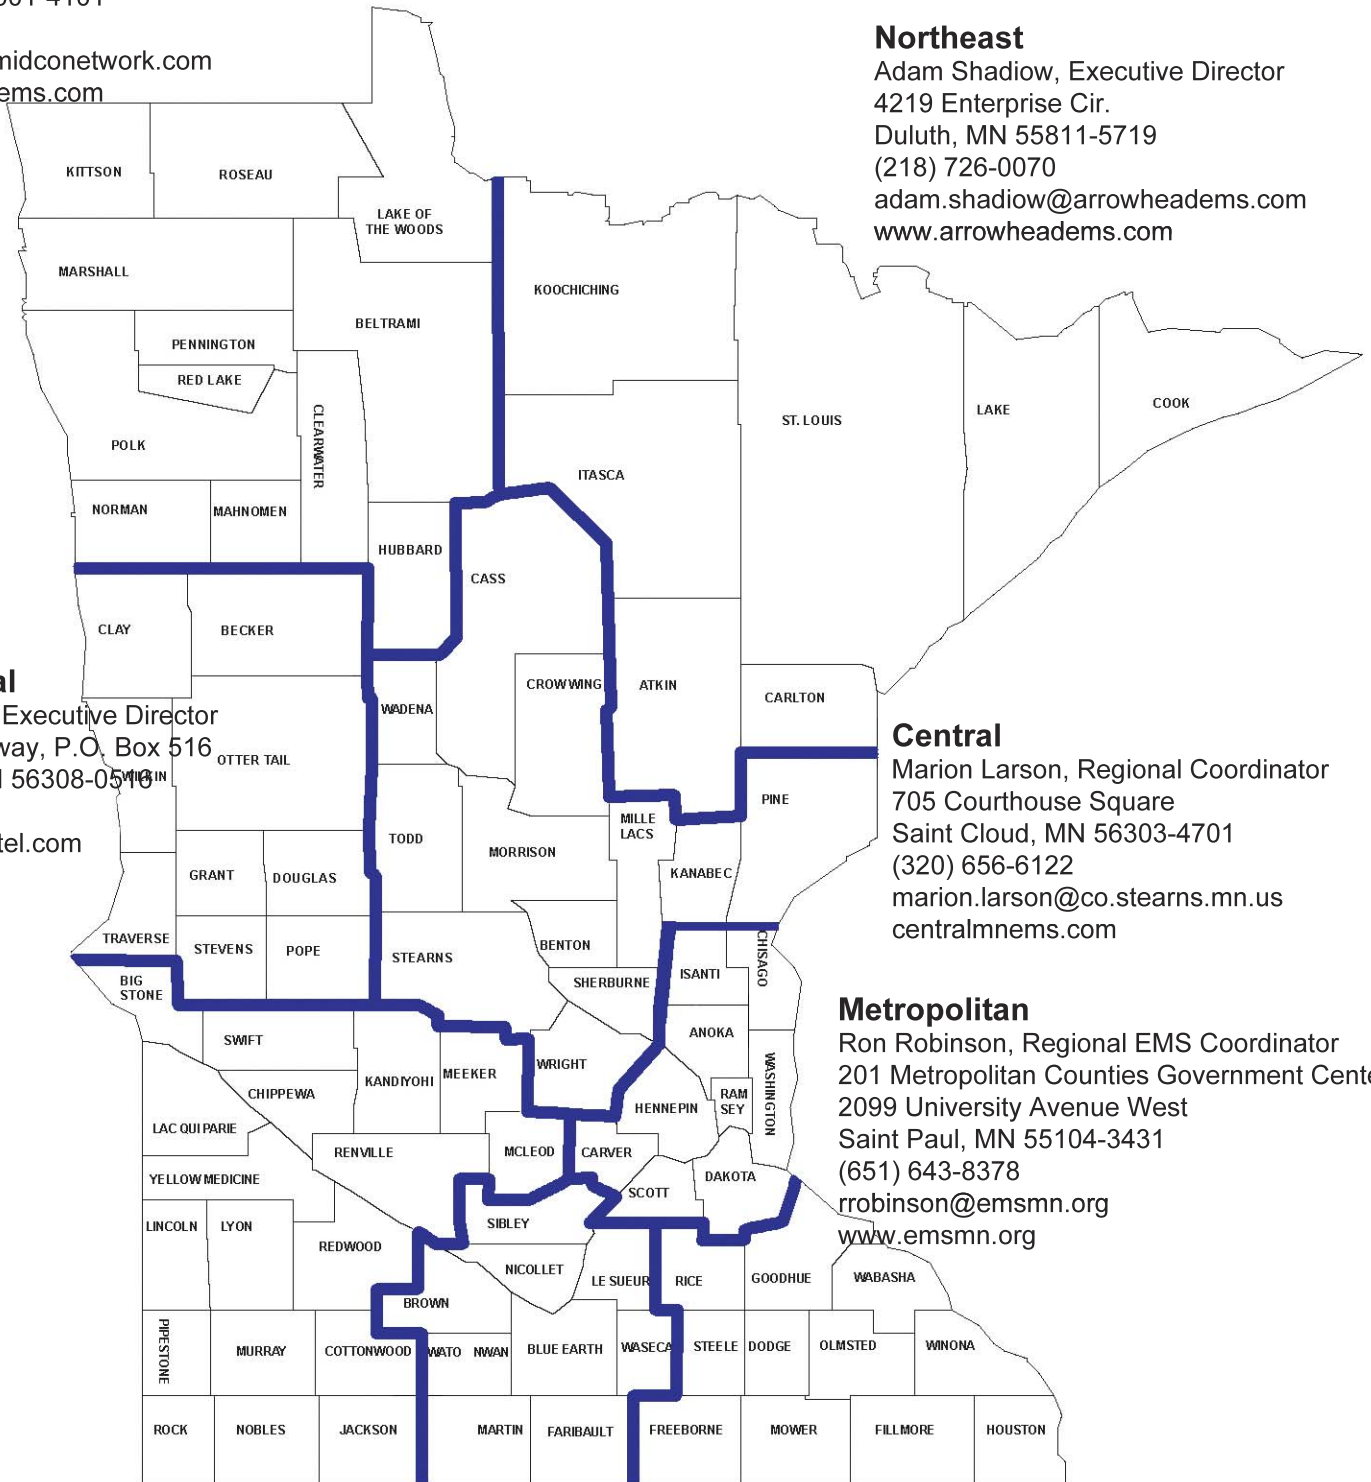 midconetwork.com
ems.com
Northeast
Adam Shadiow, Executive Director
4219 Enterprise Cir.
Duluth, MN 55811-5719
(218) 726-0070
adam.shadiow@arrowheadems.com
www.arrowheadems.com
KITTSON
ROSEAU
LAKE OF
THE WOODS
MARSHALL
KOOCHICHING
BELTRAMI
PENNINGTON
RED LAKE
CLEARWATER
POLK
ST. LOUIS
LAKE
COOK
ITASCA
NORMAN
MAHNOMEN
HUBBARD
CASS
CLAY
BECKER
al
Executive Director
way, P.O. Box 516
56308-0516
tel.com
WADENA
CROW WING
ATKIN
CARLTON
OTTER TAIL
WILKIN
Central
Marion Larson, Regional Coordinator
705 Courthouse Square
Saint Cloud, MN 56303-4701
(320) 656-6122
marion.larson@co.stearns.mn.us
centralmnems.com
PINE
MILLE
LACS
TODD
MORRISON
KANABEC
GRANT
DOUGLAS
TRAVERSE
STEVENS
POPE
STEARNS
BENTON
CHISAGO
BIG
STONE
SHERBURNE
ISANTI
Metropolitan
Ron Robinson, Regional EMS Coordinator
201 Metropolitan Counties Government Cent
2099 University Avenue West
Saint Paul, MN 55104-3431
(651) 643-8378
rrobinson@emsmn.org
www.emsmn.org
SWIFT
ANOKA
WRIGHT
KANDIYOHI
MEEKER
WASHINGTON
CHIPPEWA
RAM
SEY
HENNEPIN
LAC QUI PARIE
RENVILLE
MCLEOD
CARVER
YELLOW MEDICINE
DAKOTA
SCOTT
LINCOLN
LYON
SIBLEY
REDWOOD
NICOLLET
LE SUEUR
RICE
GOODHUE
WABASHA
BROWN
PIPESTONE
MURRAY
COTTONWOOD
WATO NWAN
BLUE EARTH
WASECA
STEELE
DODGE
OLMSTED
WINONA
ROCK
NOBLES
JACKSON
MARTIN
FARIBAULT
FREEBORNE
MOWER
FILLMORE
HOUSTON